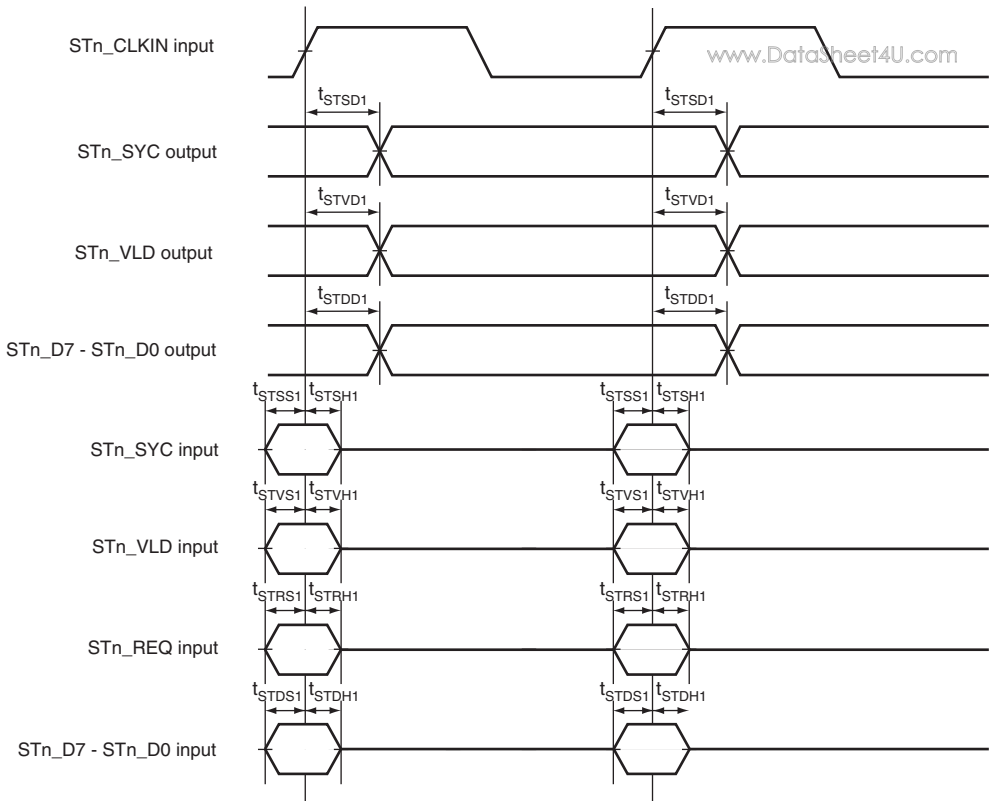 STn_CLKIN input
www.DataSheet4U.com
tSTSD1 tSTSD1
STn_SYC output
tSTVD1 tSTVD1
STn_VLD output
tSTDD1 tSTDD1
STn_D7 - STn_D0 output
tSTSS1 tSTSH1 tSTSS1 tSTSH1
STn_SYC input
tSTVS1 tSTVH1 tSTVS1 tSTVH1
STn_VLD input
tSTRS1 tSTRH1 tSTRS1 tSTRH1
STn_REQ input
tSTDS1 tSTDH1 tSTDS1 tSTDH1
STn_D7 - STn_D0 input